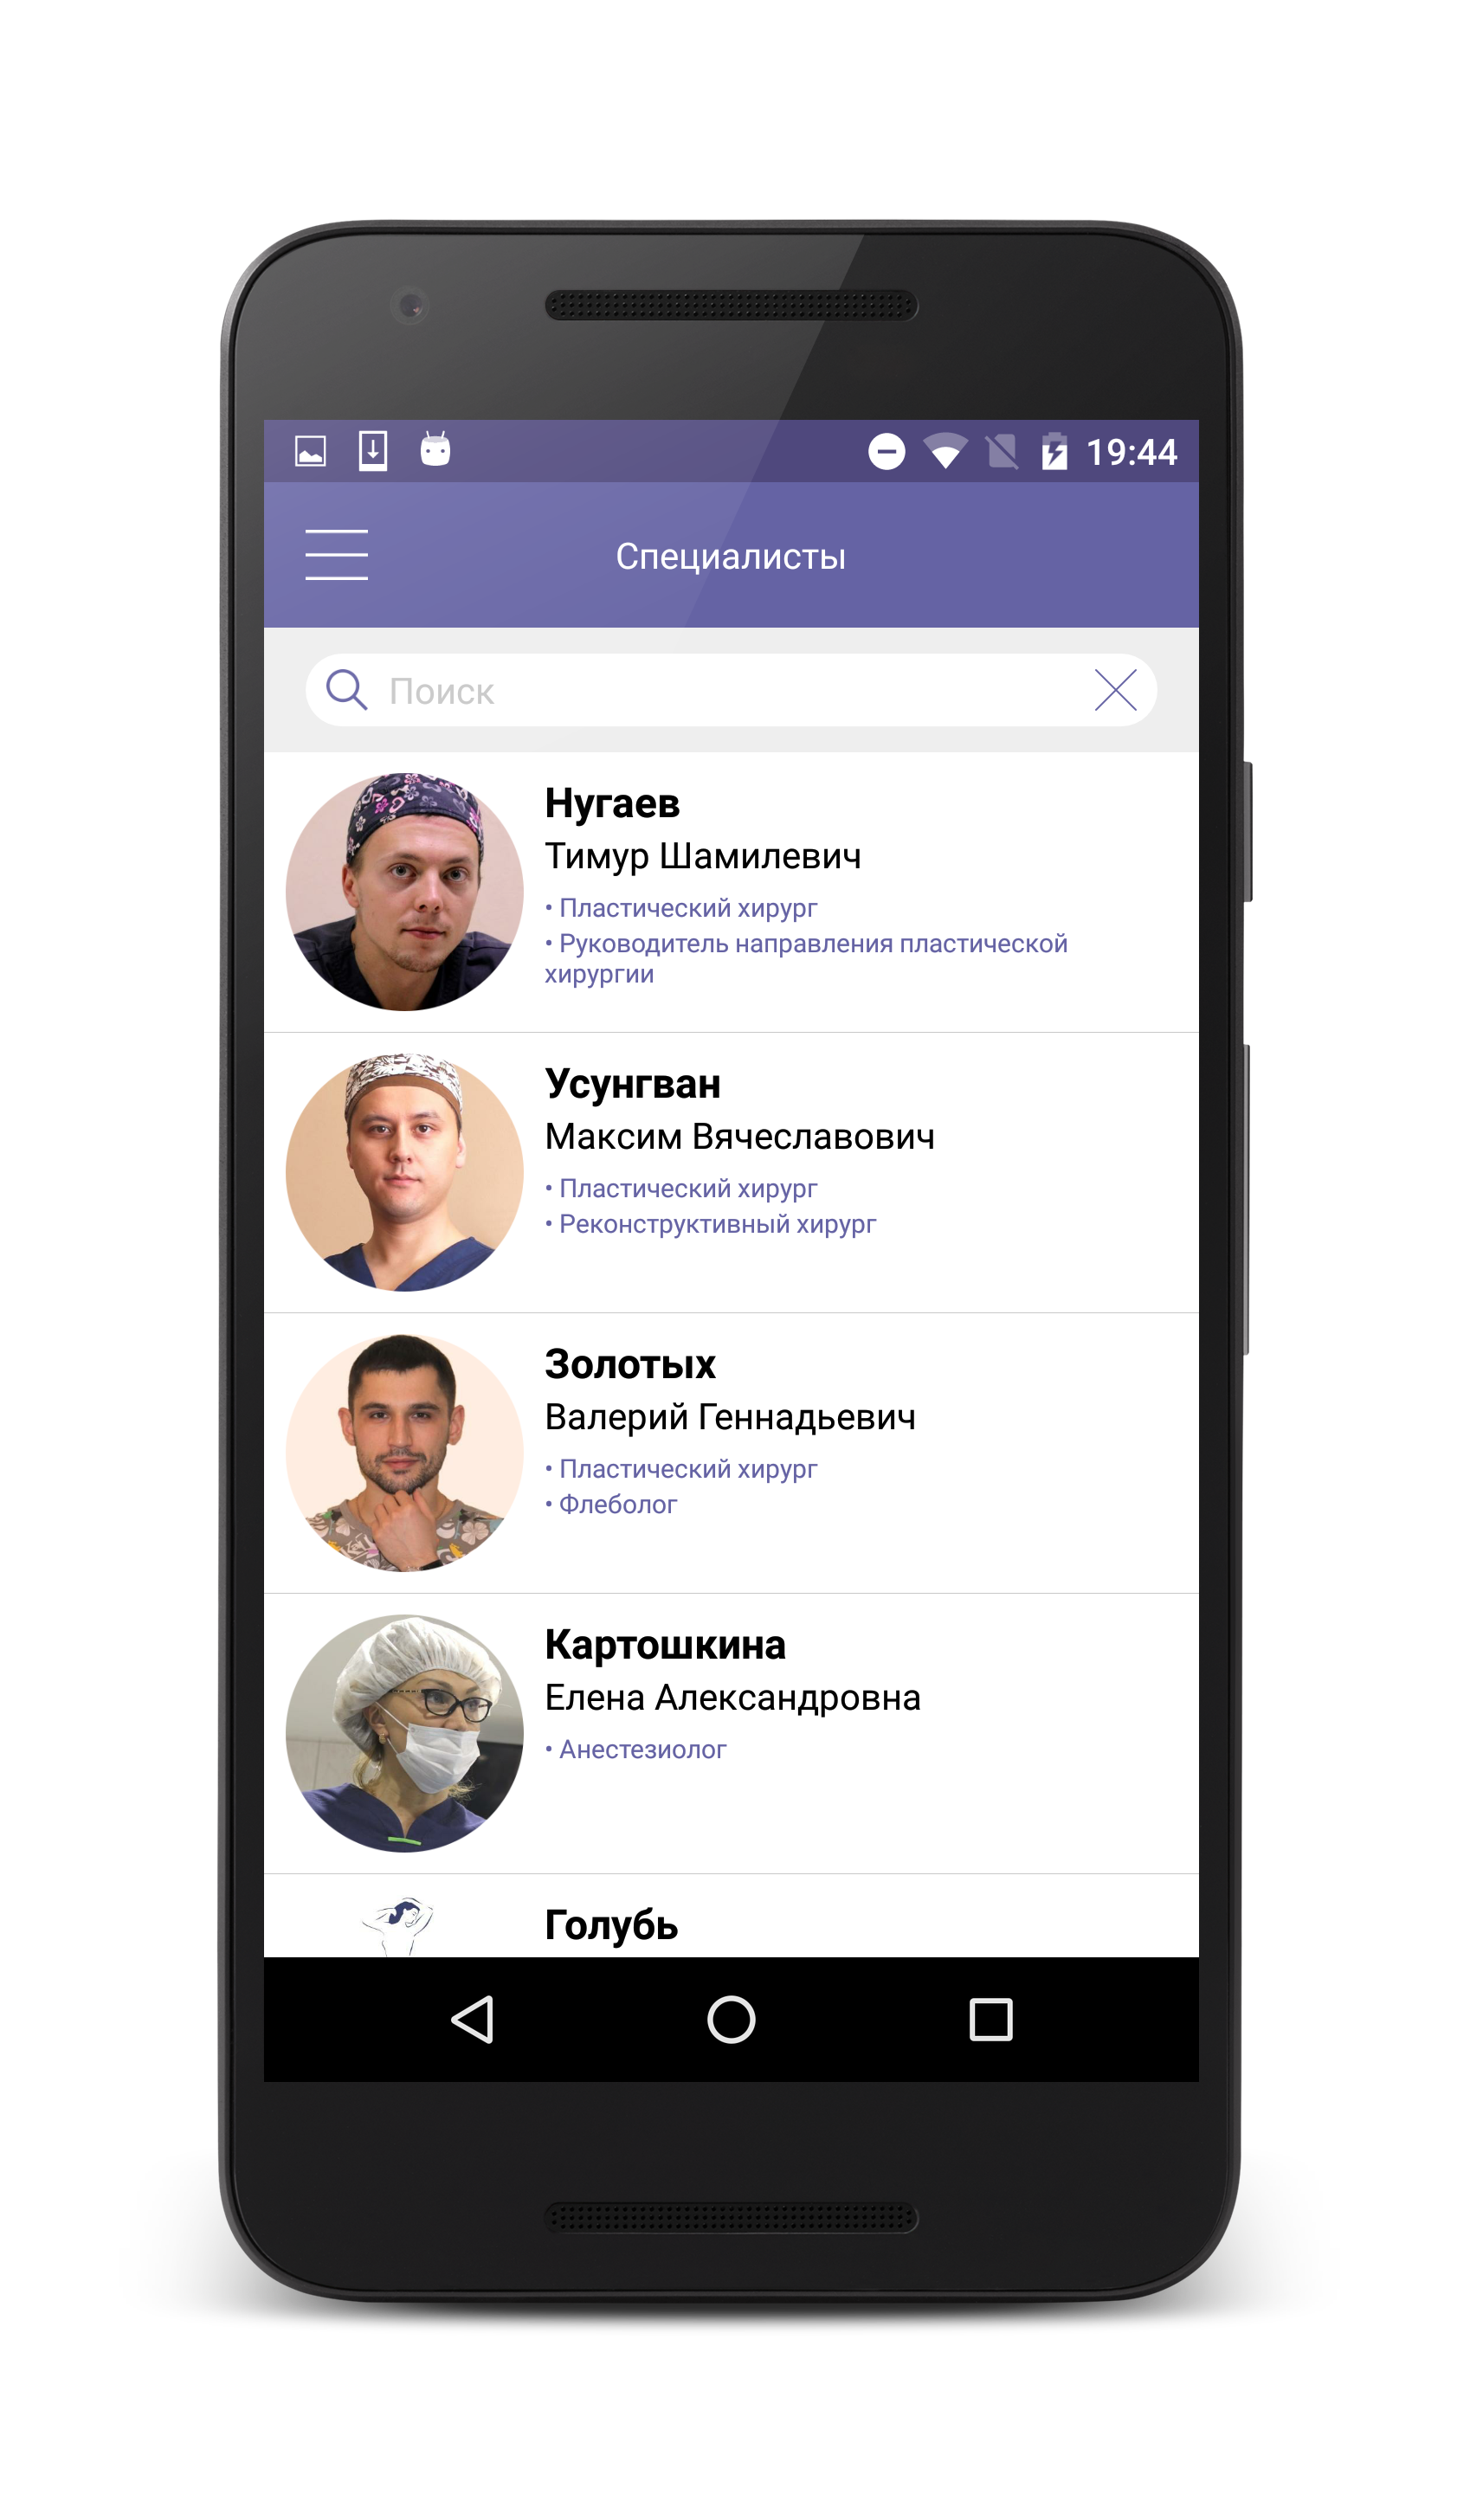 19:44
Специалисты
Поиск
Нугаев
Тимур Шамилевич
• Пластический хирург
• Руководитель направления пластической
хирургии
Усунгван
Максим Вячеславович
• Пластический хирург
• Реконструктивный хирург
Золотых
Валерий Геннадьевич
• Пластический хирург
• Флеболог
Картошкина
Елена Александровна
• Анестезиолог
Голубь